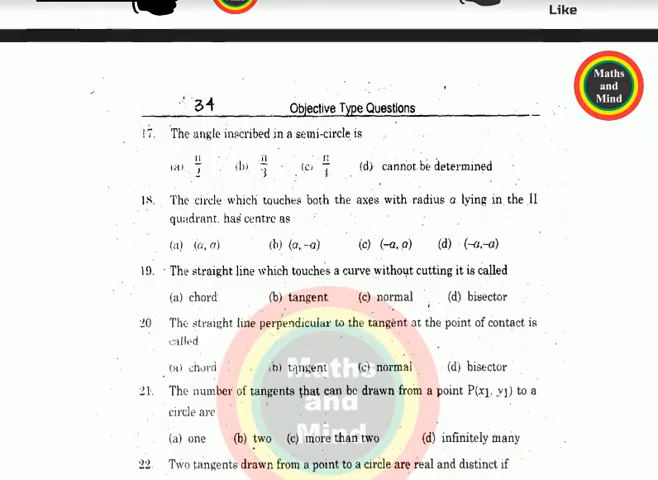 Like
Maths
and
Mind
34
Objective Type Questions
17. The angle inscribed in a semi-circle is
(a) π/2 (b) π/3 (c) π/4 (d) cannot be determined
18. The circle which touches both the axes with radius a lying in the II
quadrant. has centre as
(a) (a, a) (b) (a, –a) (c) (–a, a) (d) (–a,–a)
19. The straight line which touches a curve without cutting it is called
(a) chord (b) tangent (c) normal (d) bisector
20 The straight line perpendicular to the tangent at the point of contact is
called
(a) chord (b) tangent (c) normal (d) bisector
21. The number of tangents that can be drawn from a point P(x1, y1) to a
circle are
(a) one (b) two (c) more than two (d) infinitely many
22. Two tangents drawn from a point to a circle are real and distinct if
Maths
and
Mind